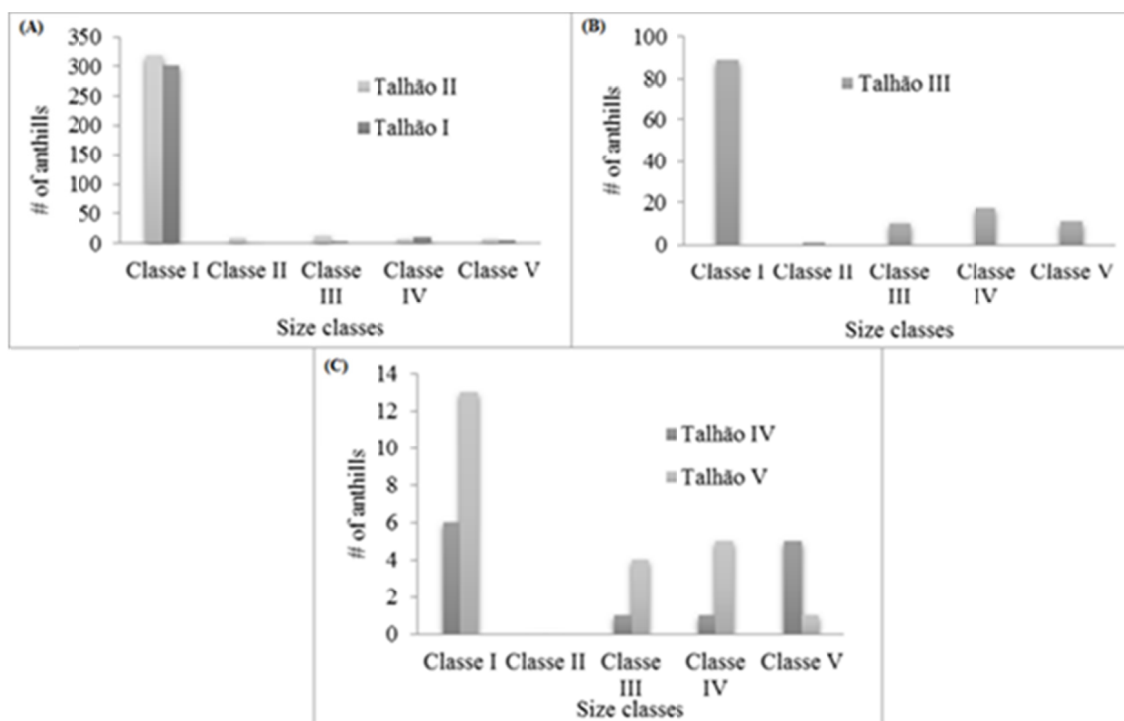 (A)
350
300
250
200
150
100
50
0
# of anthills
Talhão II
Talhão I
Classe I Classe II Classe III Classe IV Classe V
Size classes
(B)
100
80
60
40
20
0
# of anthills
Talhão III
Classe I Classe II Classe III Classe IV Classe V
Size classes
(C)
14
12
10
8
6
4
2
0
# of anthills
Talhão IV
Talhão V
Classe I Classe II Classe III Classe IV Classe V
Size classes